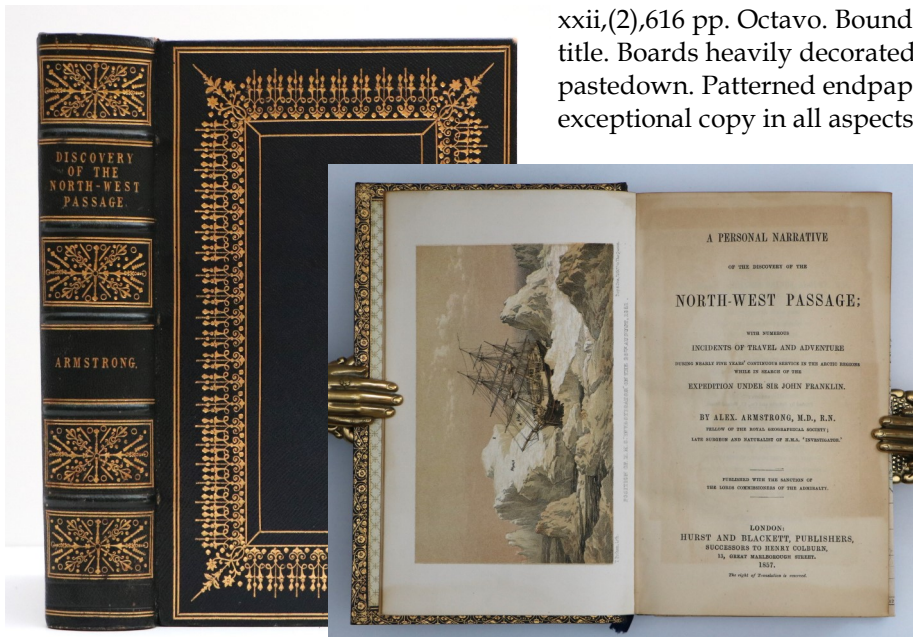 xxii,(2),616 pp. Octavo. Bound
title. Boards heavily decorated
pastedown. Patterned endpap
exceptional copy in all aspects
DISCOVERY
OF THE
NORTH-WEST
PASSAGE.
ARMSTRONG.
A PERSONAL NARRATIVE
OF THE DISCOVERY OF THE
NORTH-WEST PASSAGE;
WITH NUMEROUS
INCIDENTS OF TRAVEL AND ADVENTURE
DURING NEARLY FIVE YEARS' CONTINUOUS SERVICE IN THE ARCTIC REGIONS
WHILE IN SEARCH OF THE
EXPEDITION UNDER SIR JOHN FRANKLIN.
BY ALEX. ARMSTRONG, M.D., R.N.
FELLOW OF THE ROYAL GEOGRAPHICAL SOCIETY;
LATE SURGEON AND NATURALIST OF H.M.S. 'INVESTIGATOR.'
PUBLISHED WITH THE SANCTION OF
THE LORDS COMMISSIONERS OF THE ADMIRALTY.
LONDON:
HURST AND BLACKETT, PUBLISHERS,
SUCCESSORS TO HENRY COLBURN,
13, GREAT MARLBOROUGH STREET.
1857.
The right of Translation is reserved.